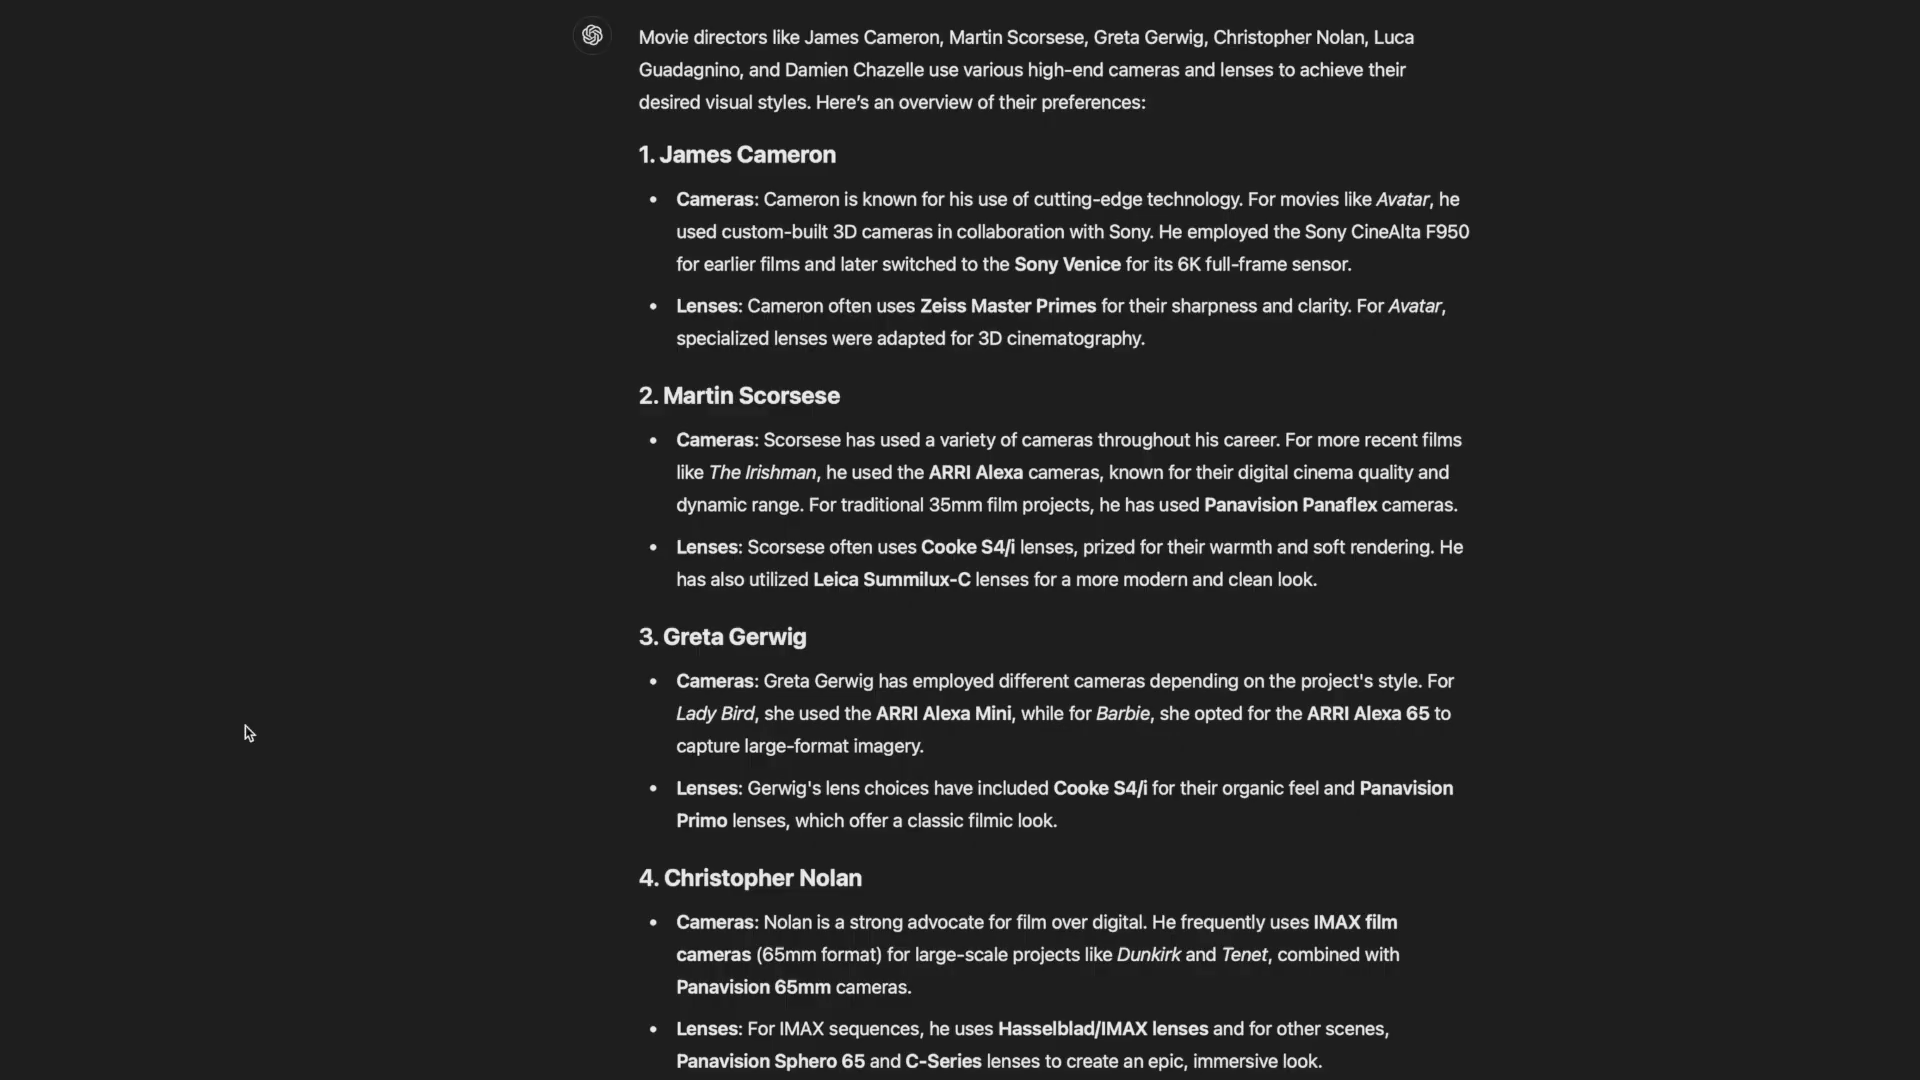 Movie directors like James Cameron, Martin Scorsese, Greta Gerwig, Christopher Nolan, Luca
Guadagnino, and Damien Chazelle use various high-end cameras and lenses to achieve their
desired visual styles. Here’s an overview of their preferences:
1. James Cameron
• Cameras: Cameron is known for his use of cutting-edge technology. For movies like Avatar, he
used custom-built 3D cameras in collaboration with Sony. He employed the Sony CineAlta F950
for earlier films and later switched to the Sony Venice for its 6K full-frame sensor.
• Lenses: Cameron often uses Zeiss Master Primes for their sharpness and clarity. For Avatar,
specialized lenses were adapted for 3D cinematography.
2. Martin Scorsese
• Cameras: Scorsese has used a variety of cameras throughout his career. For more recent films
like The Irishman, he used the ARRI Alexa cameras, known for their digital cinema quality and
dynamic range. For traditional 35mm film projects, he has used Panavision Panaflex cameras.
• Lenses: Scorsese often uses Cooke S4/i lenses, prized for their warmth and soft rendering. He
has also utilized Leica Summilux-C lenses for a more modern and clean look.
3. Greta Gerwig
• Cameras: Greta Gerwig has employed different cameras depending on the project's style. For
Lady Bird, she used the ARRI Alexa Mini, while for Barbie, she opted for the ARRI Alexa 65 to
capture large-format imagery.
• Lenses: Gerwig's lens choices have included Cooke S4/i for their organic feel and Panavision
Primo lenses, which offer a classic filmic look.
4. Christopher Nolan
• Cameras: Nolan is a strong advocate for film over digital. He frequently uses IMAX film
cameras (65mm format) for large-scale projects like Dunkirk and Tenet, combined with
Panavision 65mm cameras.
• Lenses: For IMAX sequences, he uses Hasselblad/IMAX lenses and for other scenes,
Panavision Sphero 65 and C-Series lenses to create an epic, immersive look.